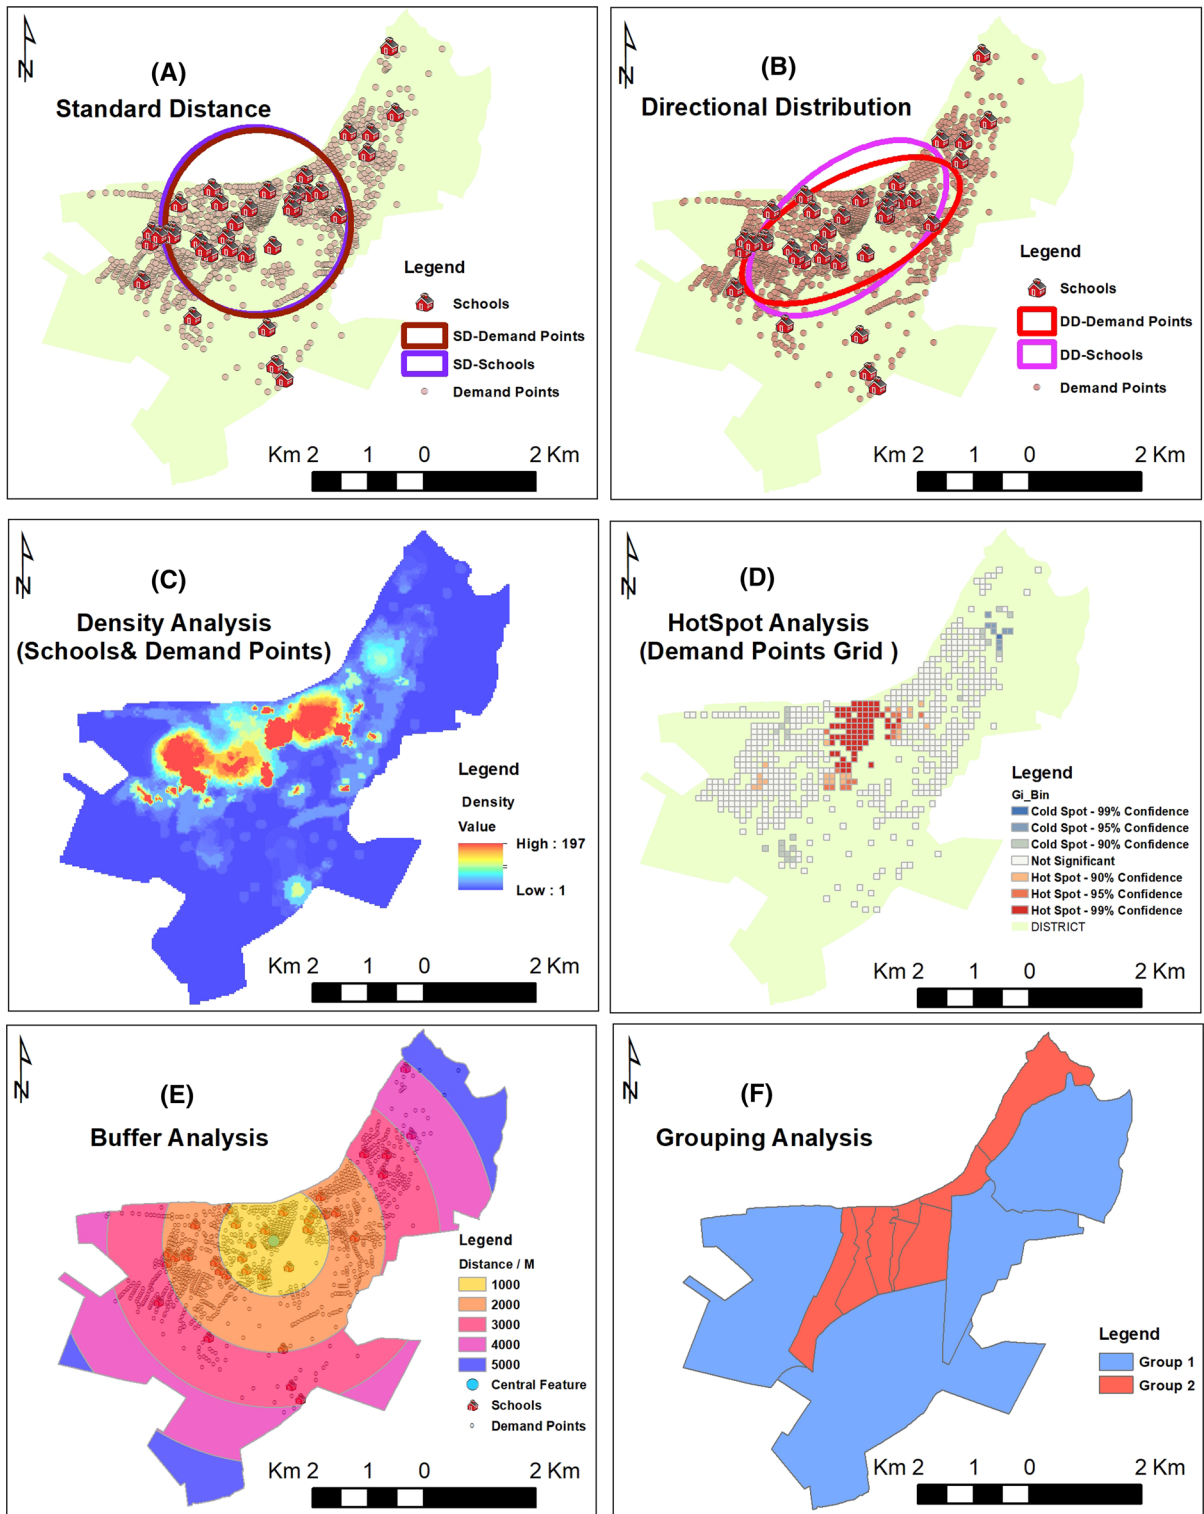 N
(A)
Standard Distance
Legend
Schools
SD-Demand Points
SD-Schools
Demand Points
Km 2 1 0 2 Km
N
(B)
Directional Distribution
Legend
Schools
DD-Demand Points
DD-Schools
Demand Points
Km 2 1 0 2 Km
N
(C)
Density Analysis
(Schools& Demand Points)
Legend
Density
Value
High : 197
Low : 1
Km 2 1 0 2 Km
N
(D)
HotSpot Analysis
(Demand Points Grid )
Legend
Gi_Bin
Cold Spot - 99% Confidence
Cold Spot - 95% Confidence
Cold Spot - 90% Confidence
Not Significant
Hot Spot - 90% Confidence
Hot Spot - 95% Confidence
Hot Spot - 99% Confidence
DISTRICT
Km 2 1 0 2 Km
N
(E)
Buffer Analysis
Legend
Distance / M
1000
2000
3000
4000
5000
Central Feature
Schools
Demand Points
Km 2 1 0 2 Km
N
(F)
Grouping Analysis
Legend
Group 1
Group 2
Km 2 1 0 2 Km